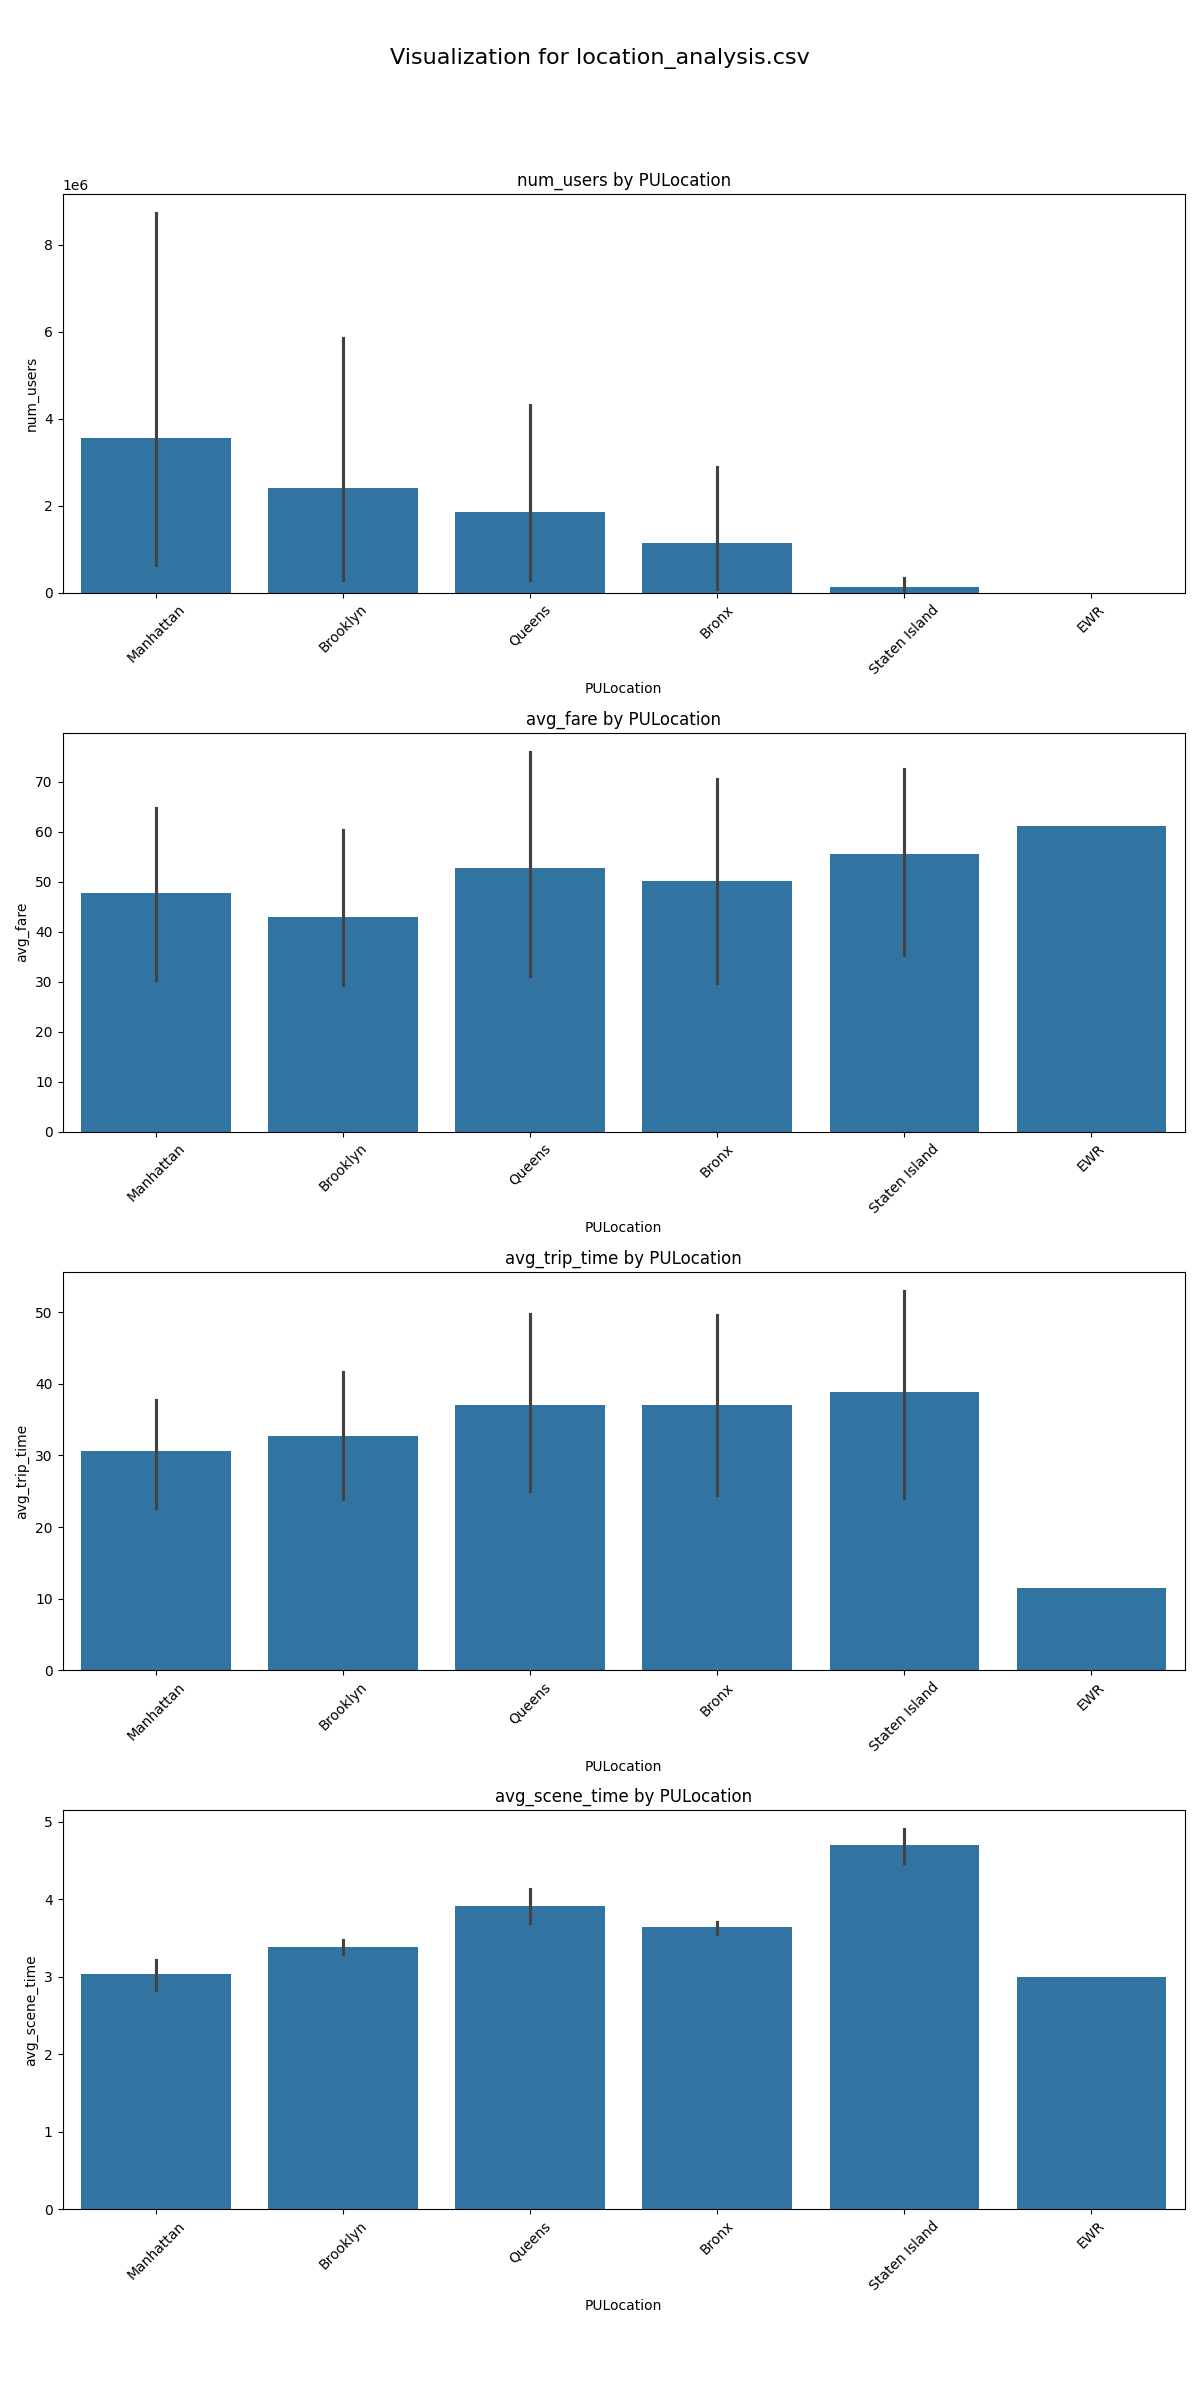 Visualization for location_analysis.csv
num_users by PULocation
1e6
8
6
4
2
0
num_users
Manhattan
Brooklyn
Queens
Bronx
Staten Island
EWR
PULocation
avg_fare by PULocation
70
60
50
40
30
20
10
0
avg_fare
Manhattan
Brooklyn
Queens
Bronx
Staten Island
EWR
PULocation
avg_trip_time by PULocation
50
40
30
20
10
0
avg_trip_time
Manhattan
Brooklyn
Queens
Bronx
Staten Island
EWR
PULocation
avg_scene_time by PULocation
5
4
3
2
1
0
avg_scene_time
Manhattan
Brooklyn
Queens
Bronx
Staten Island
EWR
PULocation